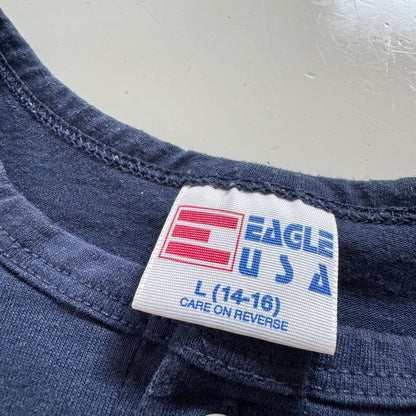 EAGLE
USA
L (14-16)
CARE ON REVERSE